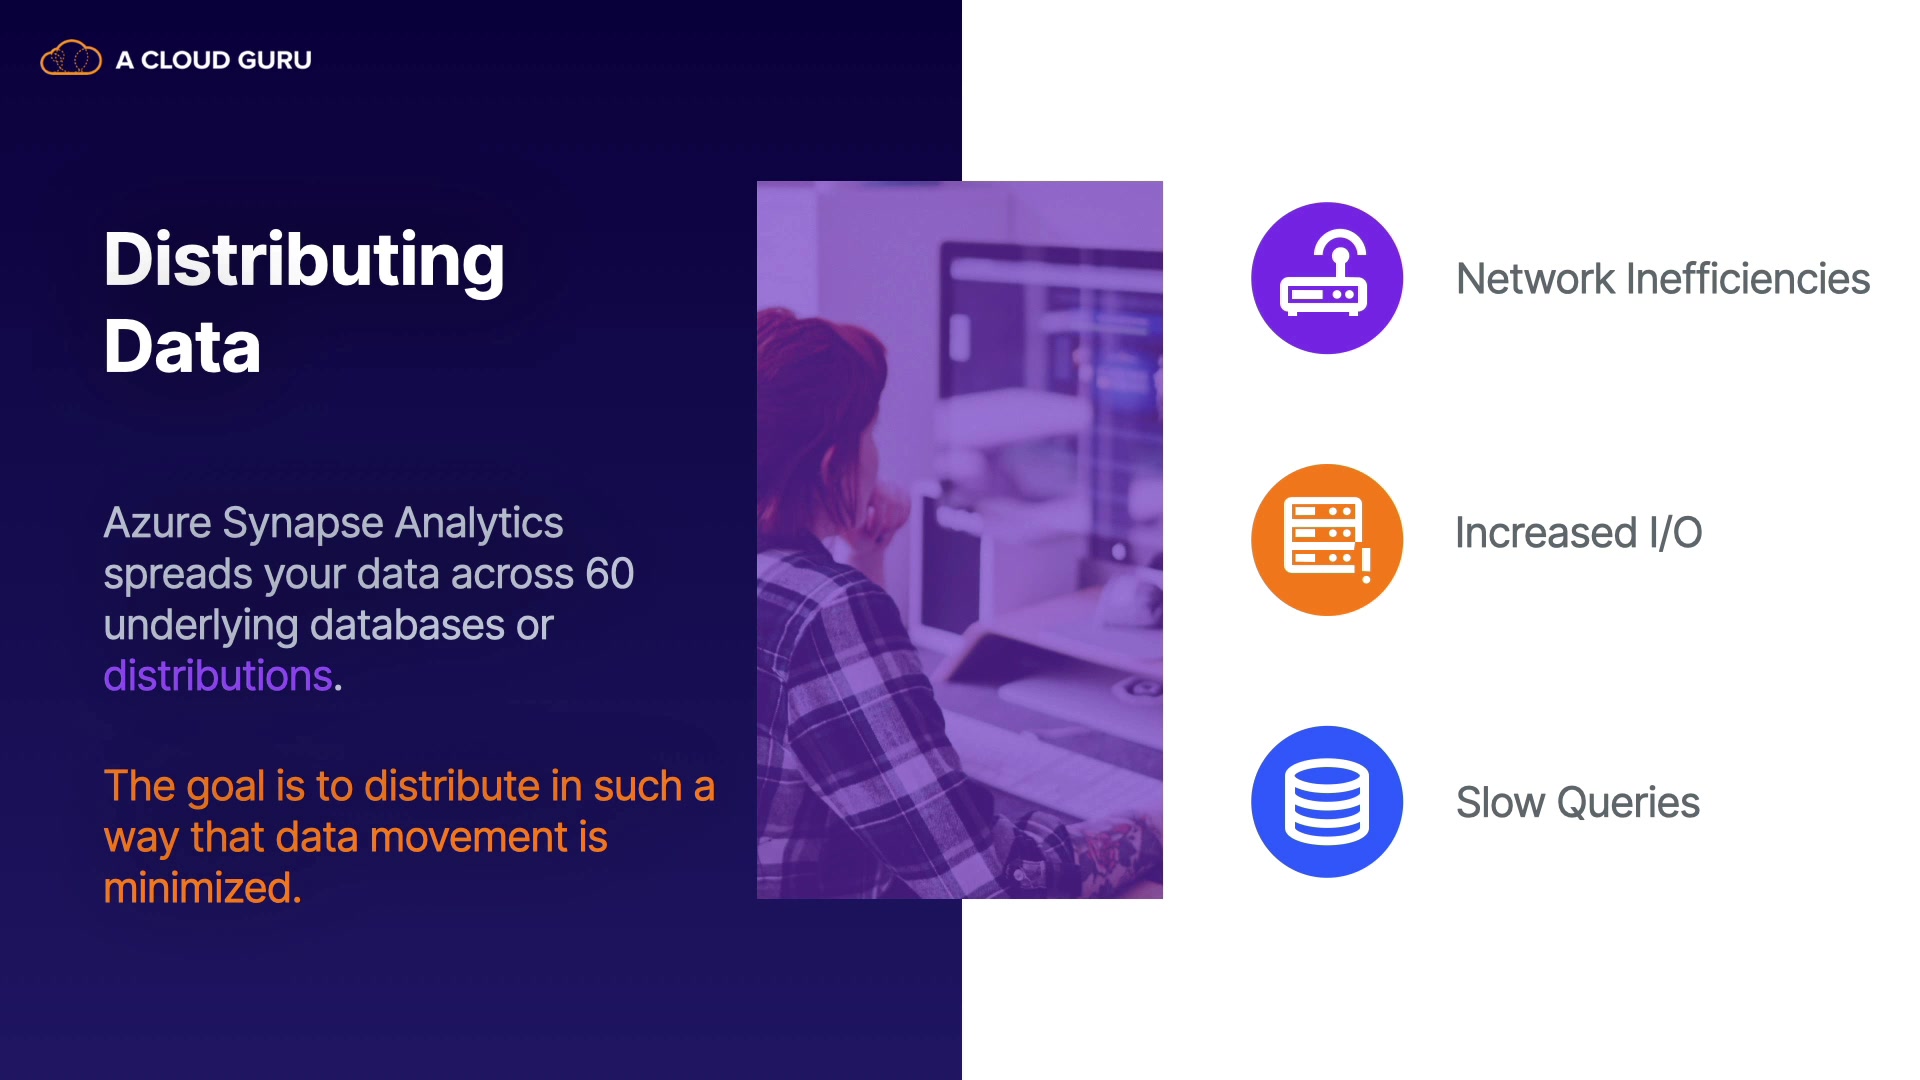 A CLOUD GURU
Distributing
Data
Azure Synapse Analytics
spreads your data across 60
underlying databases or
distributions.
The goal is to distribute in such a
way that data movement is
minimized.
Network Inefficiencies
Increased I/O
Slow Queries